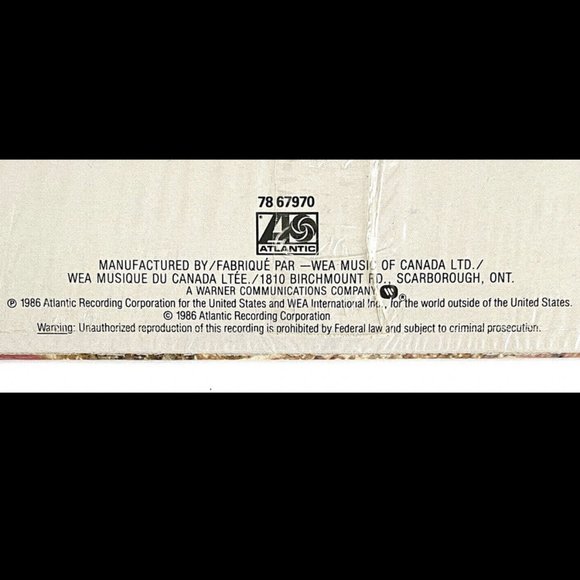 78 67970
ATLANTIC
MANUFACTURED BY/FABRIQUÉ PAR —WEA MUSIC OF CANADA LTD./
WEA MUSIQUE DU CANADA LTÉE./1810 BIRCHMOUNT RD., SCARBOROUGH, ONT.
A WARNER COMMUNICATIONS COMPANY ®
℗ 1986 Atlantic Recording Corporation for the United States and WEA International Inc., for the world outside of the United States.
© 1986 Atlantic Recording Corporation
Warning: Unauthorized reproduction of this recording is prohibited by Federal law and subject to criminal prosecution.